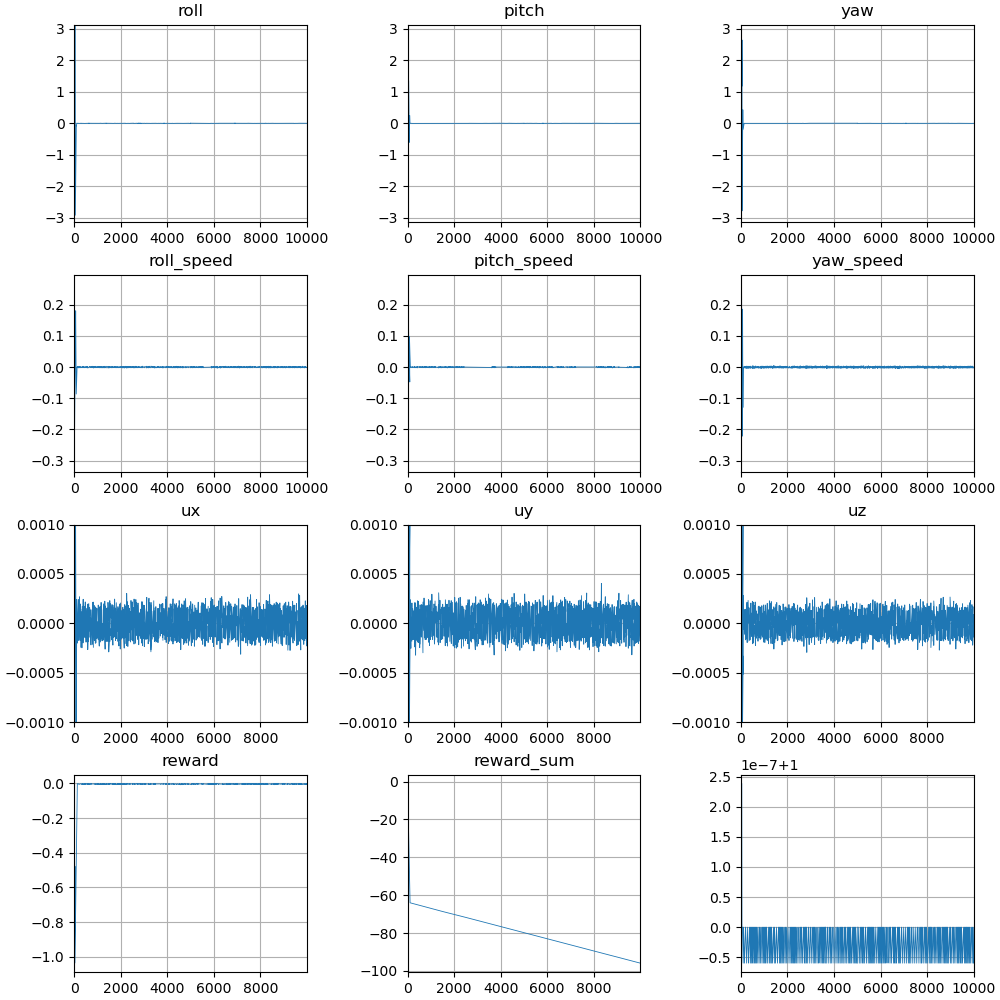 roll pitch yaw
3 3 3
2 2 2
1 1 1
0 0 0
−1 −1 −1
−2 −2 −2
−3 −3 −3
0 2000 4000 6000 8000 10000 0 2000 4000 6000 8000 10000 0 2000 4000 6000 8000 10000
roll_speed pitch_speed yaw_speed
0.2 0.2 0.2
0.1 0.1 0.1
0.0 0.0 0.0
−0.1 −0.1 −0.1
−0.2 −0.2 −0.2
−0.3 −0.3 −0.3
0 2000 4000 6000 8000 10000 0 2000 4000 6000 8000 10000 0 2000 4000 6000 8000 10000
ux uy uz
0.0010 0.0010 0.0010
0.0005 0.0005 0.0005
0.0000 0.0000 0.0000
−0.0005 −0.0005 −0.0005
−0.0010 −0.0010 −0.0010
0 2000 4000 6000 8000 0 2000 4000 6000 8000 0 2000 4000 6000 8000
reward reward_sum 1e−7+1
0.0 0 2.5
−0.2 −20 2.0
−0.4 −40 1.5
−0.6 −60 1.0
−0.8 −80 0.5
−1.0 −100 0.0
−0.5
0 2000 4000 6000 8000 0 2000 4000 6000 8000 0 2000 4000 6000 8000 10000